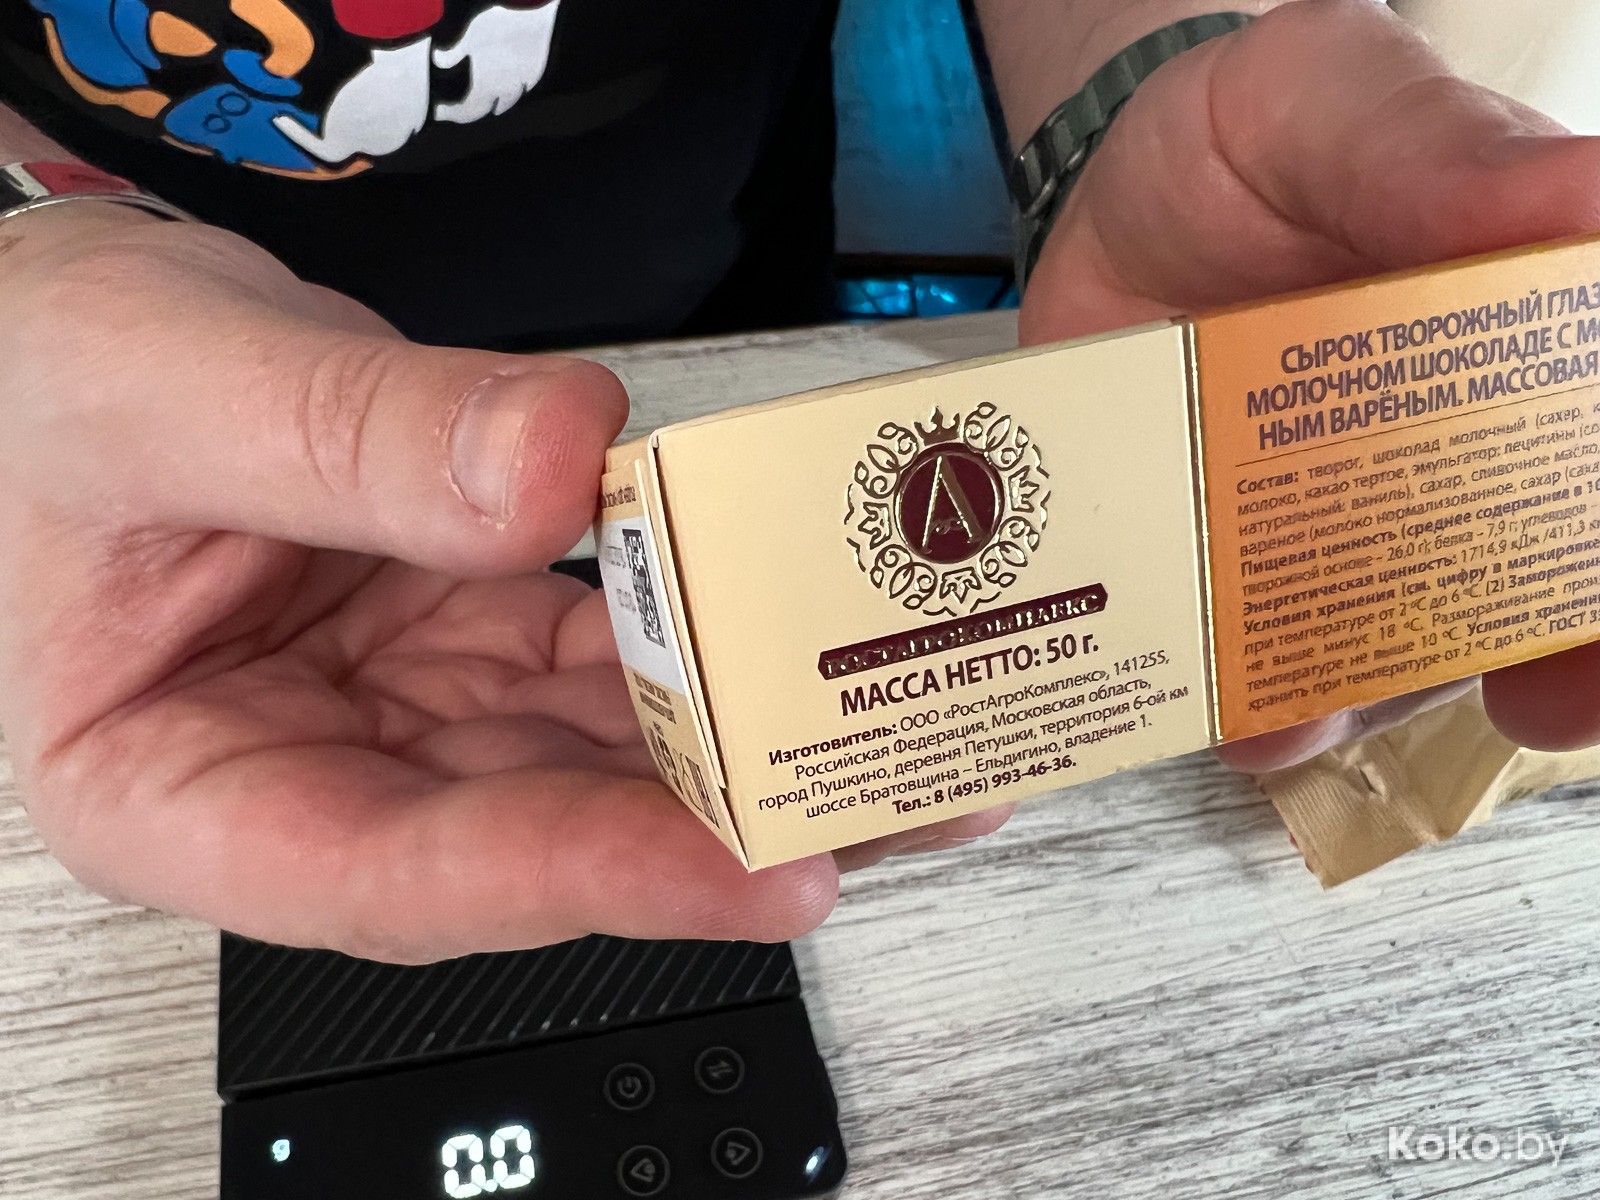 А
РОСТАГРОКОМПЛЕКС
МАССА НЕТТО: 50 г.
Изготовитель: ООО «РостАгроКомплекс», 141255,
Российская Федерация, Московская область,
город Пушкино, деревня Петушки, территория 6-ой км
шоссе Братовщина – Ельдигино, владение 1.
Тел.: 8 (495) 993-46-36.
СЫРОК ТВОРОЖНЫЙ ГЛАЗ
МОЛОЧНОМ ШОКОЛАДЕ С МО
НЫМ ВАРЁНЫМ. МАССОВАЯ
Состав: творог, шоколад молочный (сахар,
молоко, какао тертое, эмульгатор: лецитины (со
натуральный: ваниль), сахар, сливочное масло,
вареное (молоко нормализованное, сахар (саха
Пищевая ценность (среднее содержание в 10
творожной основе – 26,0 г; белка – 7,9 г; углеводов –
Энергетическая ценность: 1714,9 кДж /411,3 к
Условия хранения (см. цифру в маркировке
при температуре от 2 °С до 6 °С. (2) Замороженн
не выше минус 18 °С. Размораживание прои
температуре не выше 10 °С. Условия хранени
хранить при температуре от 2 °С до 6 °С. ГОСТ 33
g
0.0
Koko.by